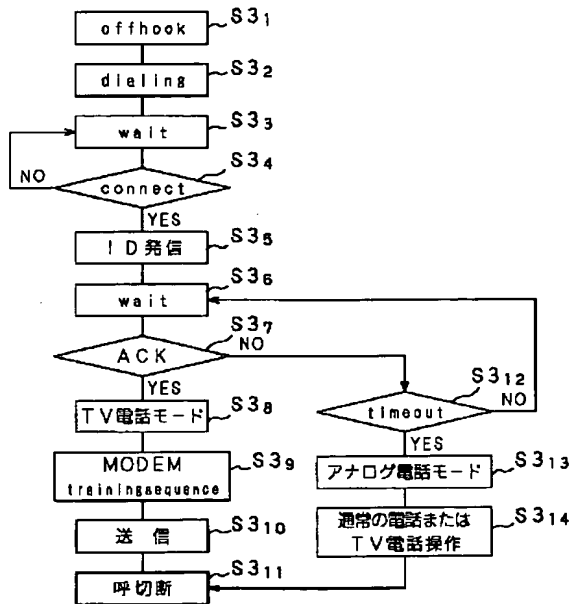 offhook S3₁
dialing S3₂
wait S3₃
connect S3₄
NO
YES
ID発信 S3₅
wait S3₆
ACK S3₇
NO
YES
TV電話モード S3₈
MODEM
trainingsequence S3₉
送信 S3₁₀
呼切断 S3₁₁
timeout S3₁₂
NO
YES
アナログ電話モード S3₁₃
通常の電話または
TV電話操作 S3₁₄